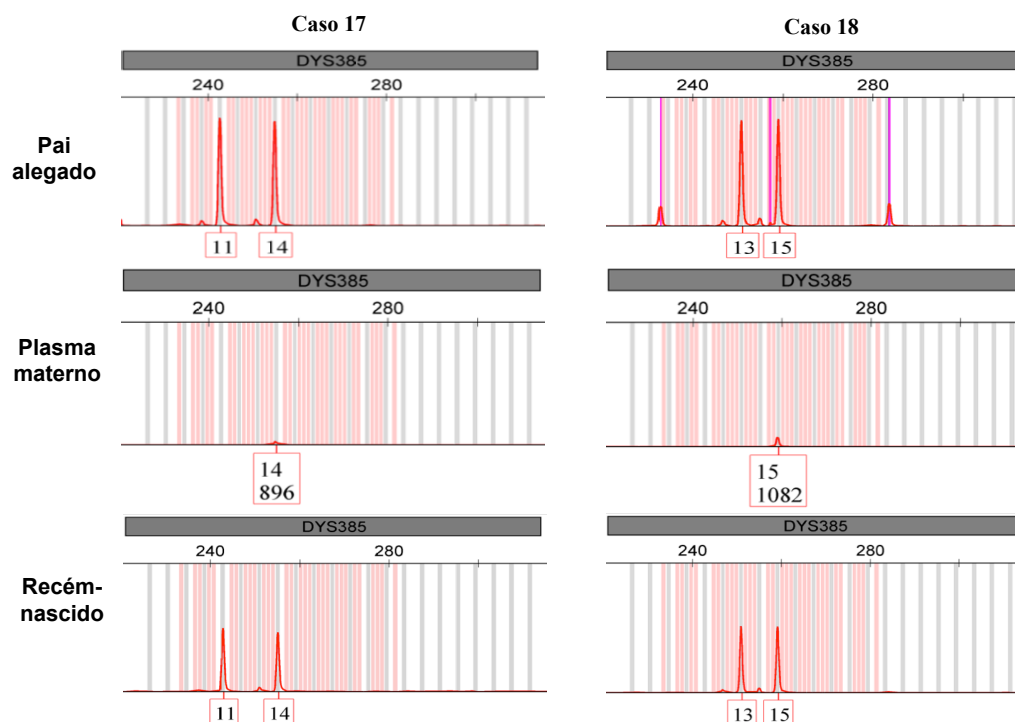 Caso 17
Caso 18
DYS385
DYS385
240 280
240 280
Pai
alegado
11 14
13 15
DYS385
DYS385
240 280
240 280
Plasma
materno
14
896
15
1082
DYS385
DYS385
240 280
240 280
Recém-
nascido
11 14
13 15